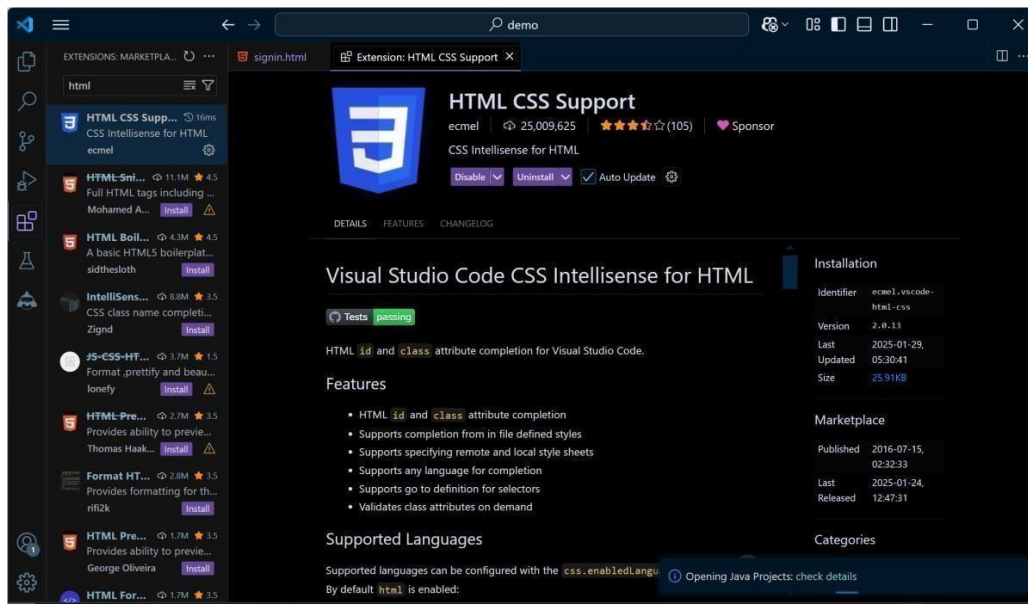 demo
EXTENSIONS: MARKETPLA...
html
HTML CSS Supp... 16ms
CSS Intellisense for HTML
ecmel
HTML Sni... 11.1M 4.5
Full HTML tags including ...
Mohamed A... Install
HTML Boil... 4.3M 4.5
A basic HTML5 boilerplat...
sidthesloth Install
IntelliSens... 8.8M 3.5
CSS class name completi...
Zignd Install
JS-CSS-HT... 3.7M 1.5
Format ,prettify and beau...
lonefy Install
HTML Pre... 2.7M 3.5
Provides ability to previe...
Thomas Haak... Install
Format HT... 2.8M 3.5
Provides formatting for th...
rifi2k Install
HTML Pre... 1.7M 3.5
Provides ability to previe...
George Oliveira Install
HTML For... 1.7M 3.5
1
signin.html
Extension: HTML CSS Support
HTML CSS Support
ecmel 25,009,625 (105) Sponsor
CSS Intellisense for HTML
Disable Uninstall Auto Update
DETAILS FEATURES CHANGELOG
Visual Studio Code CSS Intellisense for HTML
Tests passing
HTML id and class attribute completion for Visual Studio Code.
Features
• HTML id and class attribute completion
• Supports completion from in file defined styles
• Supports specifying remote and local style sheets
• Supports any language for completion
• Supports go to definition for selectors
• Validates class attributes on demand
Supported Languages
Supported languages can be configured with the css.enabledLangu
By default html is enabled:
Installation
Identifier ecmel.vscode-
html-css
Version 2.0.13
Last 2025-01-29,
Updated 05:30:41
Size 25.91KB
Marketplace
Published 2016-07-15,
02:32:33
Last 2025-01-24,
Released 12:47:31
Categories
Opening Java Projects: check details